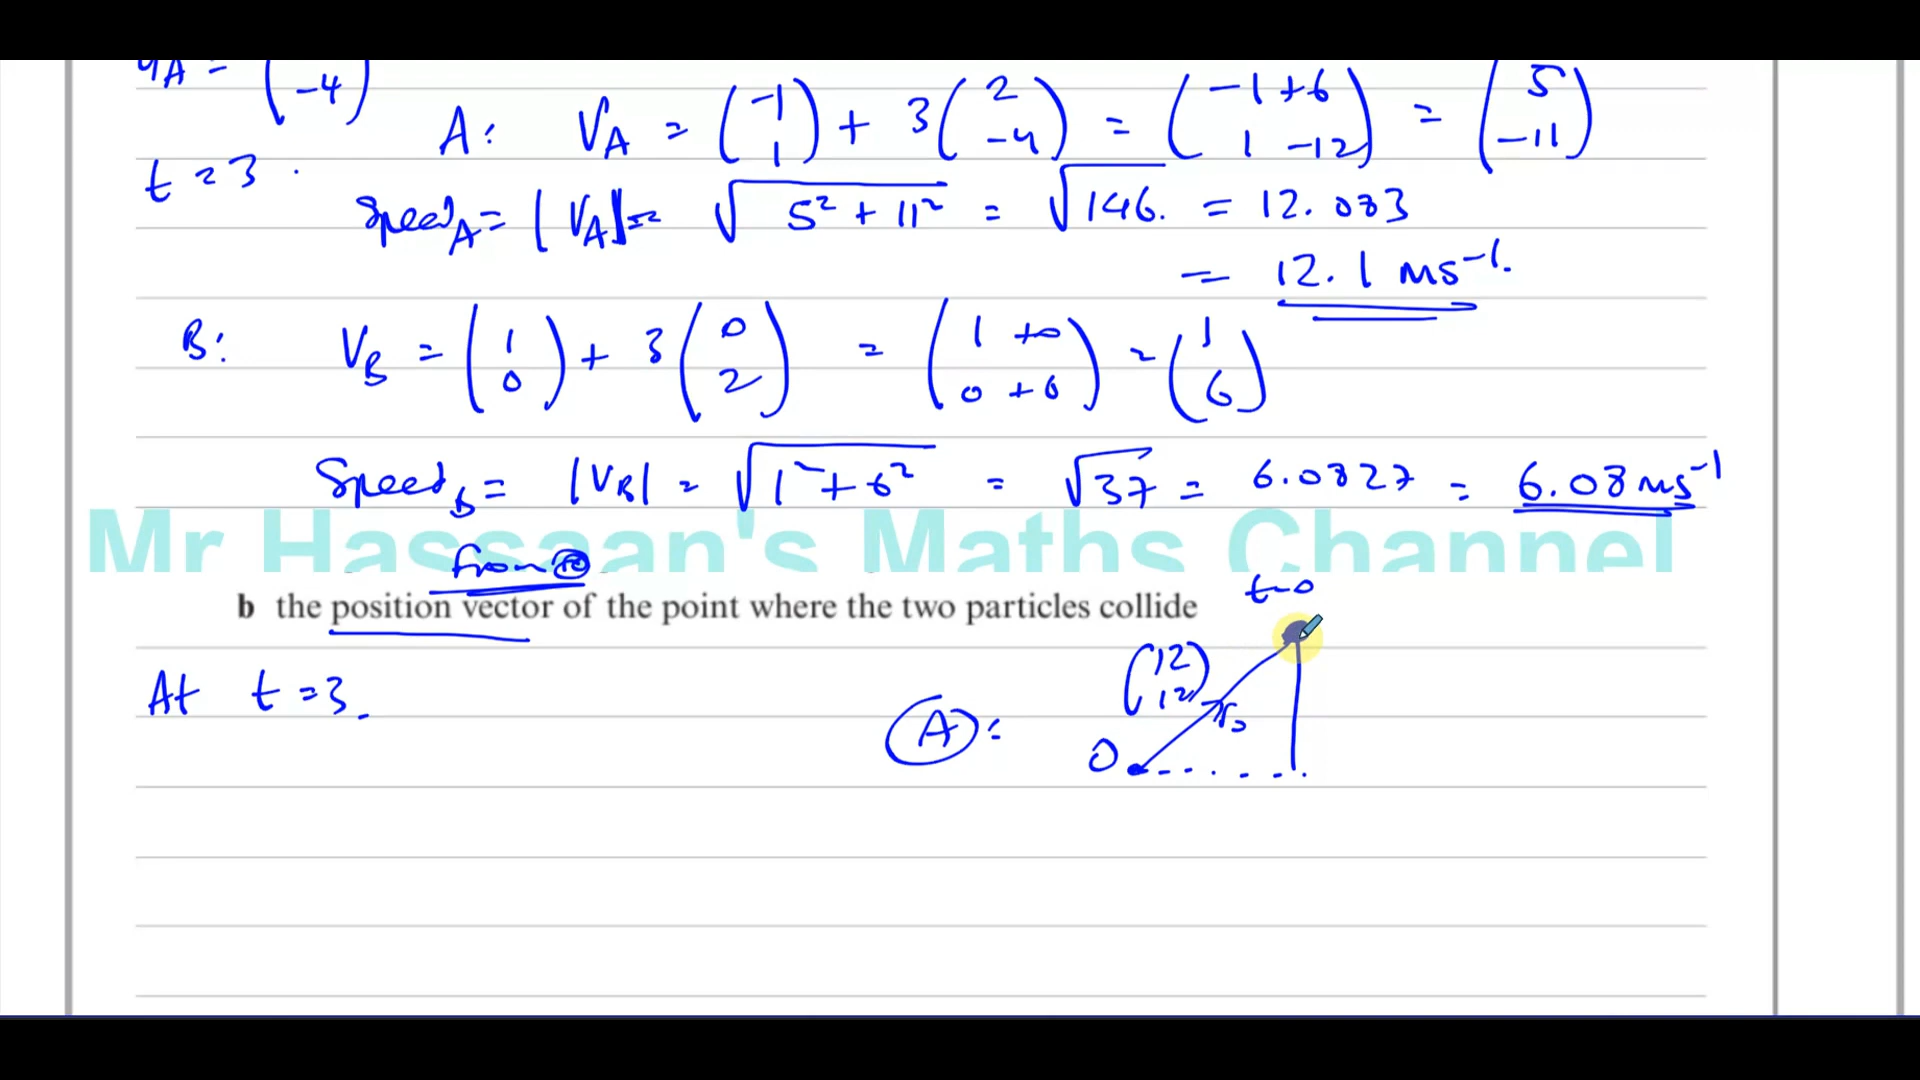 A = (-4)
A: V_A = (-1 1) + 3(2 -4) = (-1+6 1-12) = (5 -11)
t = 3.
Speed_A = |V_A| = √5² + 11² = √146. = 12.083
= 12.1 ms⁻¹.
B: V_B = (1 0) + 3(0 2) = (1+0 0+6) = (1 6)
Speed_B = |V_B| = √1² + 6² = √37 = 6.0827 = 6.08 ms⁻¹
Mr Hassaan's Maths Channel
from
t=0
b the position vector of the point where the two particles collide
At t = 3.
A: (12 12) r₀
O